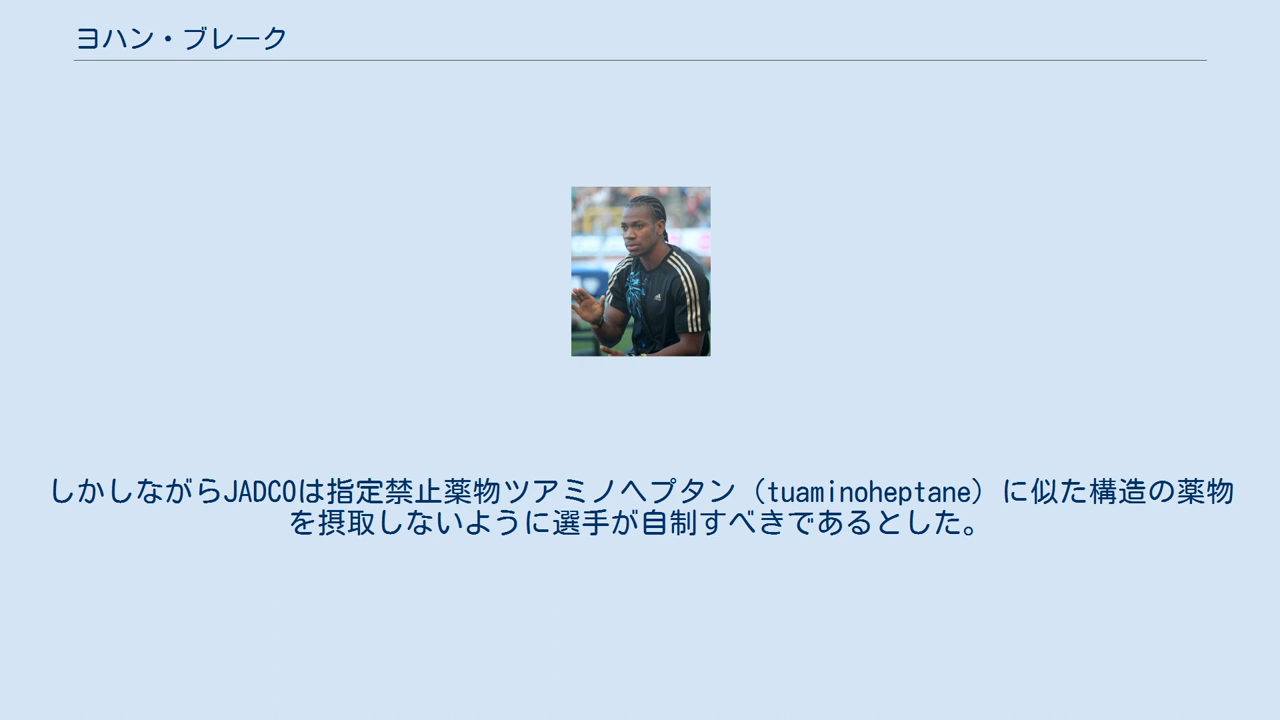 ヨハン・ブレーク
しかしながらJADCOは指定禁止薬物ツアミノヘプタン（tuaminoheptane）に似た構造の薬物
を摂取しないように選手が自制すべきであるとした。